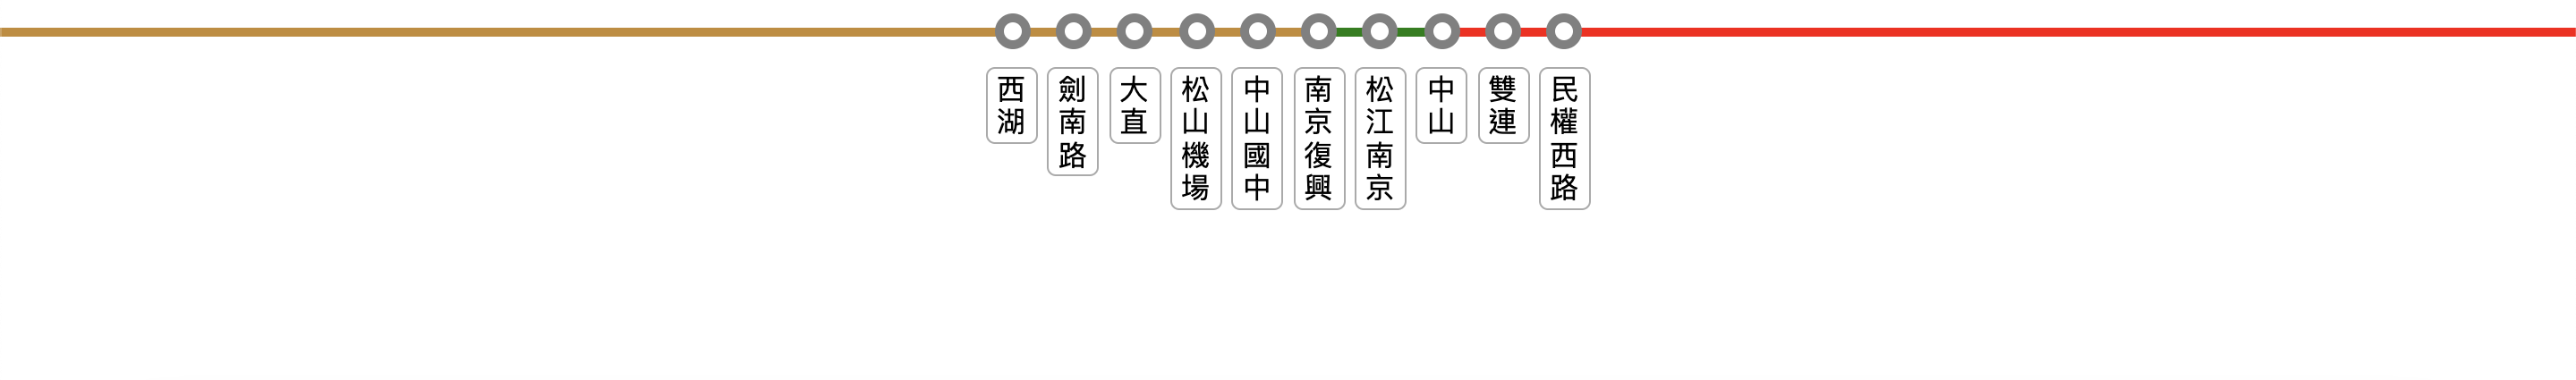 西湖
劍南路
大直
松山機場
中山國中
南京復興
松江南京
中山
雙連
民權西路